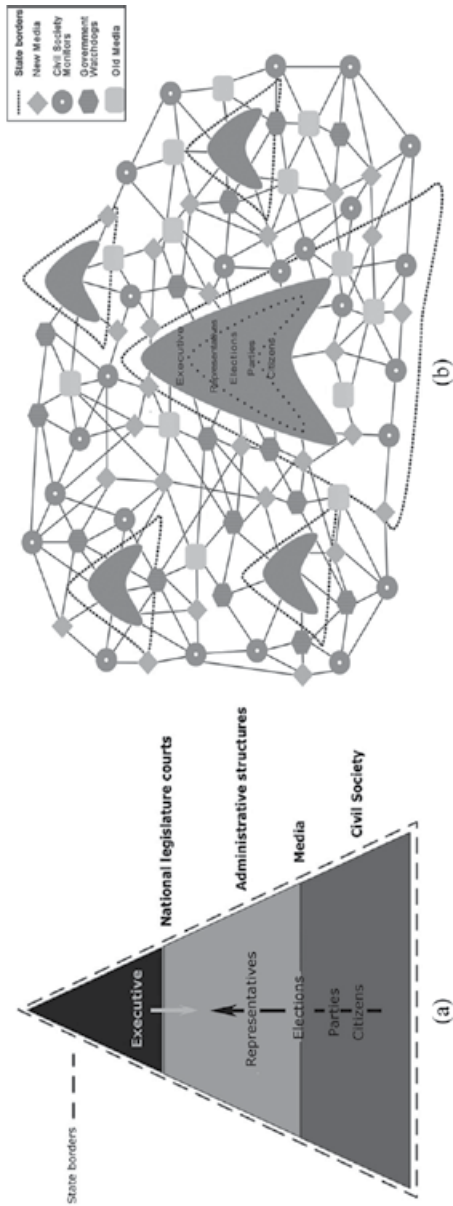 State borders
Executive
National legislature courts
Representatives
Administrative structures
Elections
Media
Parties
Citizens
Civil Society
(a)
State borders
New Media
Civil Society
Monitors
Government
Watchdogs
Old Media
Executive
Representatives
Elections
Parties
Citizens
(b)